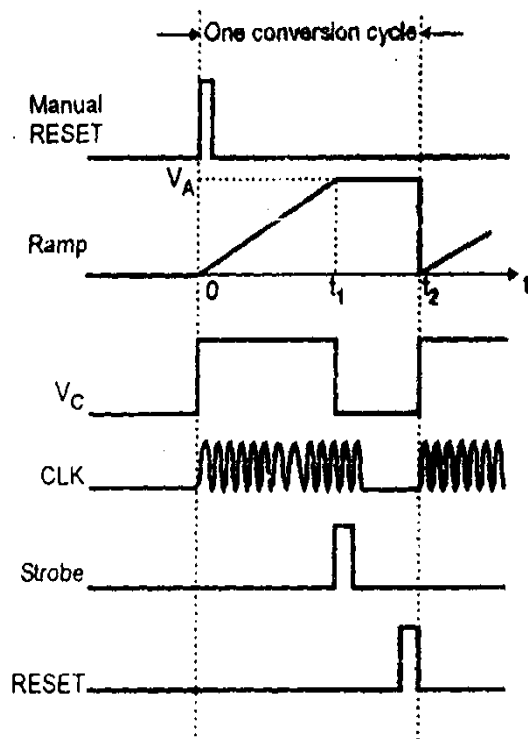 One conversion cycle
Manual
RESET
V_A
Ramp
0
t_1
t_2
t
V_C
CLK
Strobe
RESET